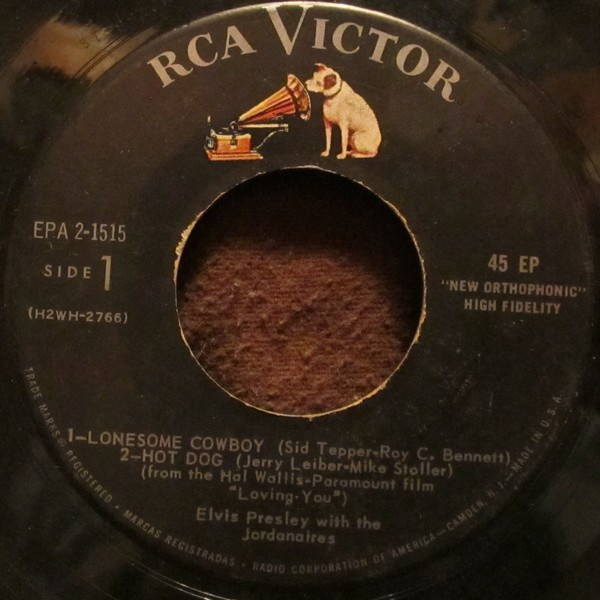 RCA VICTOR
EPA 2-1515
SIDE 1
(H2WH-2766)
45 EP
"NEW ORTHOPHONIC"
HIGH FIDELITY
1-LONESOME COWBOY (Sid Tepper-Roy C. Bennett)
2-HOT DOG (Jerry Leiber-Mike Stoller)
(from the Hal Wallis-Paramount film
"Loving You")
Elvis Presley with the
Jordanaires
TRADE MARKS ® REGISTERED • MARCAS REGISTRADAS • RADIO CORPORATION OF AMERICA—CAMDEN, N. J.—MADE IN U.S.A.